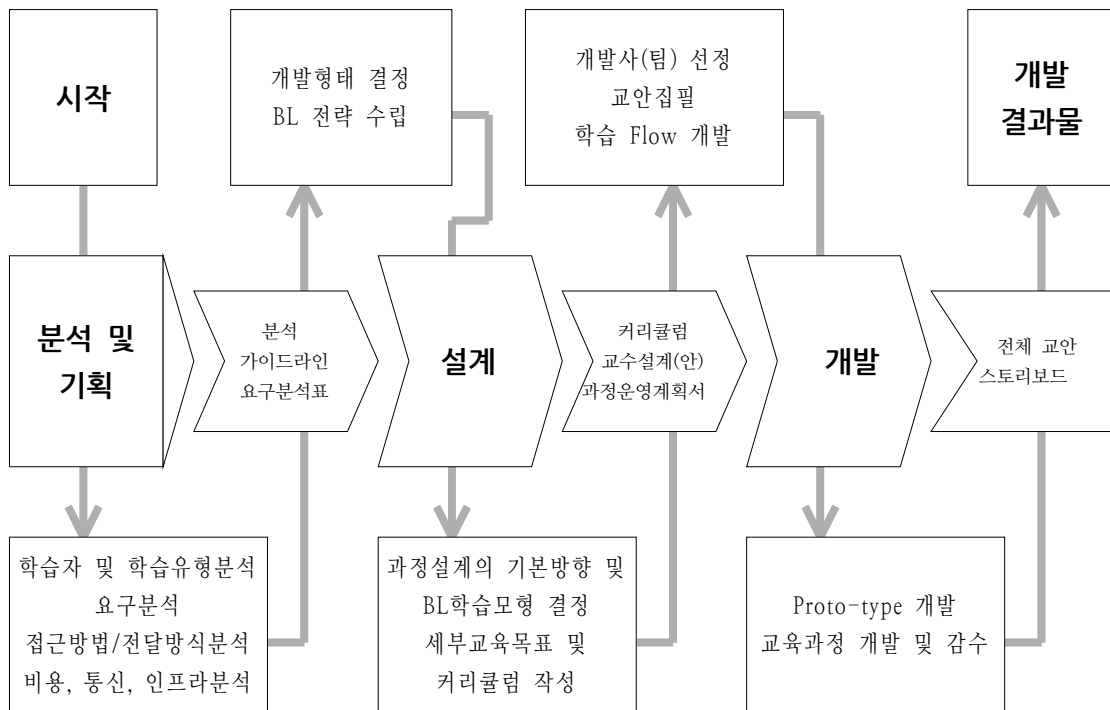 시작
개발형태 결정
BL 전략 수립
개발사(팀) 선정
교안집필
학습 Flow 개발
개발
결과물
분석 및
기획
분석
가이드라인
요구분석표
설계
커리큘럼
교수설계(안)
과정운영계획서
개발
전체 교안
스토리보드
학습자 및 학습유형분석
요구분석
접근방법/전달방식분석
비용, 통신, 인프라분석
과정설계의 기본방향 및
BL학습모형 결정
세부교육목표 및
커리큘럼 작성
Proto-type 개발
교육과정 개발 및 감수